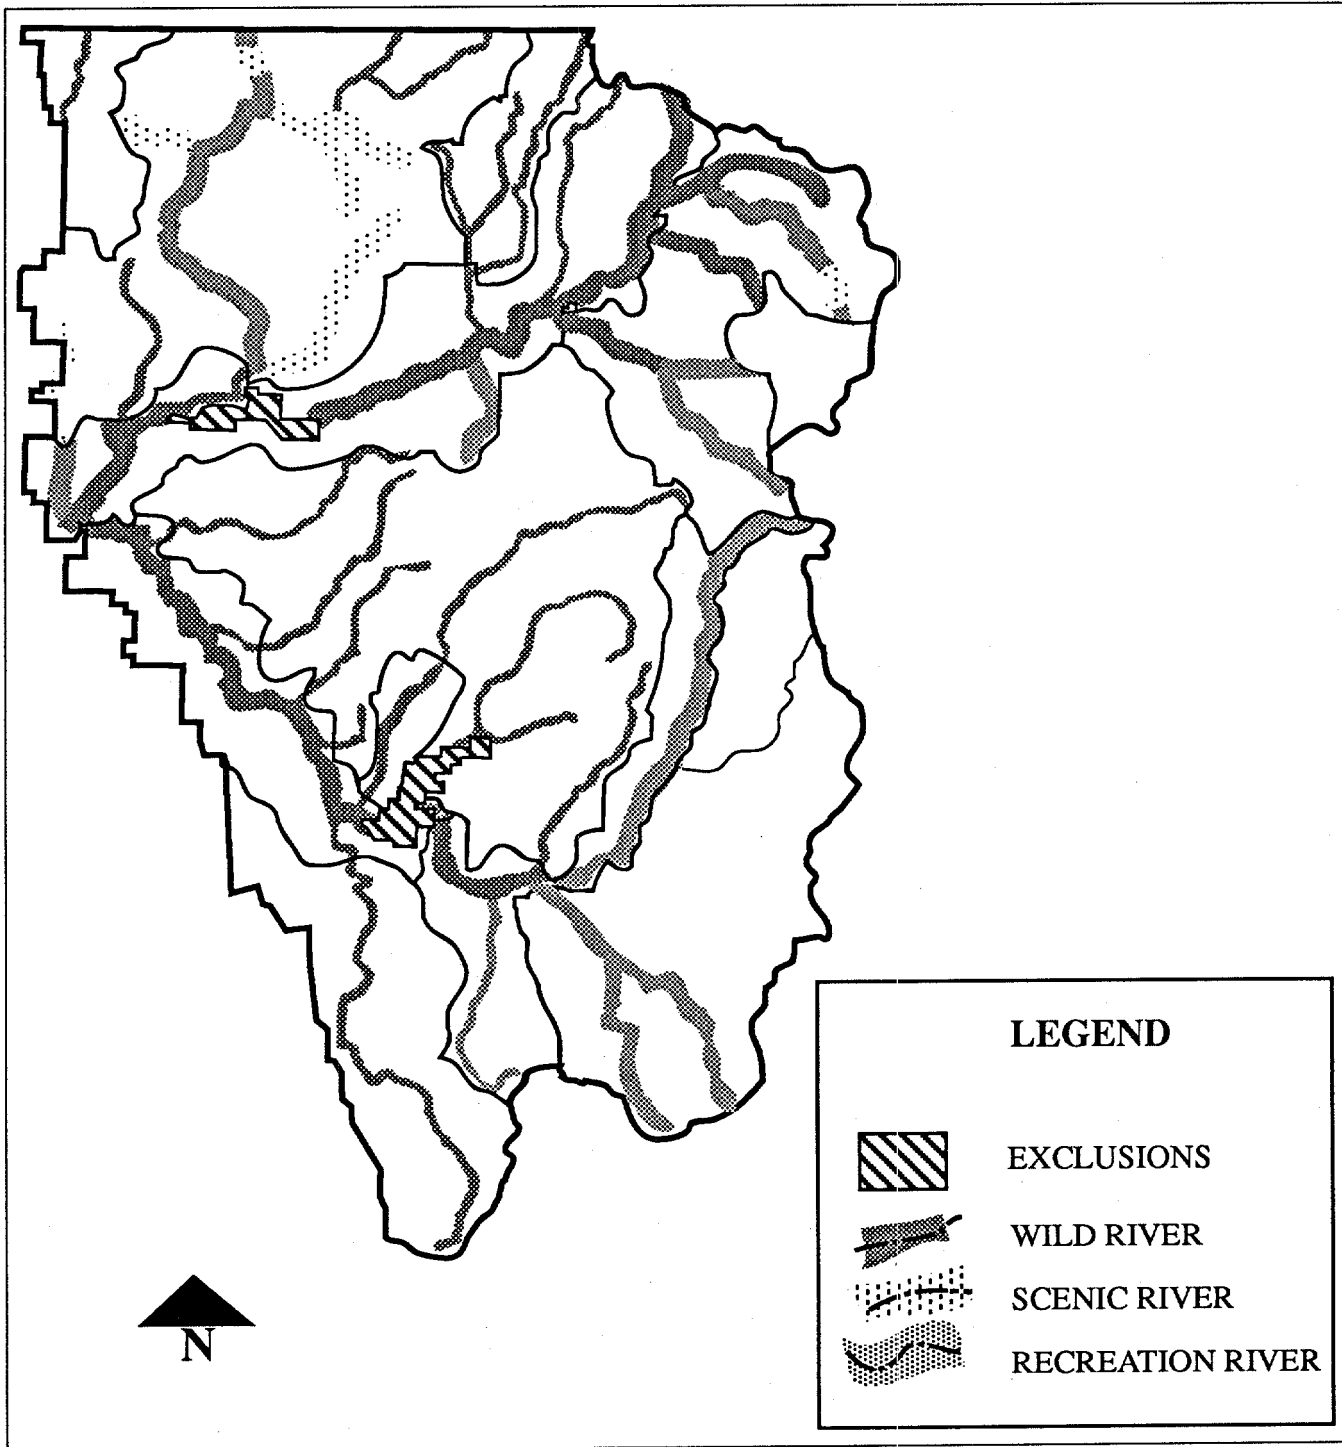 LEGEND
EXCLUSIONS
WILD RIVER
SCENIC RIVER
RECREATION RIVER
N